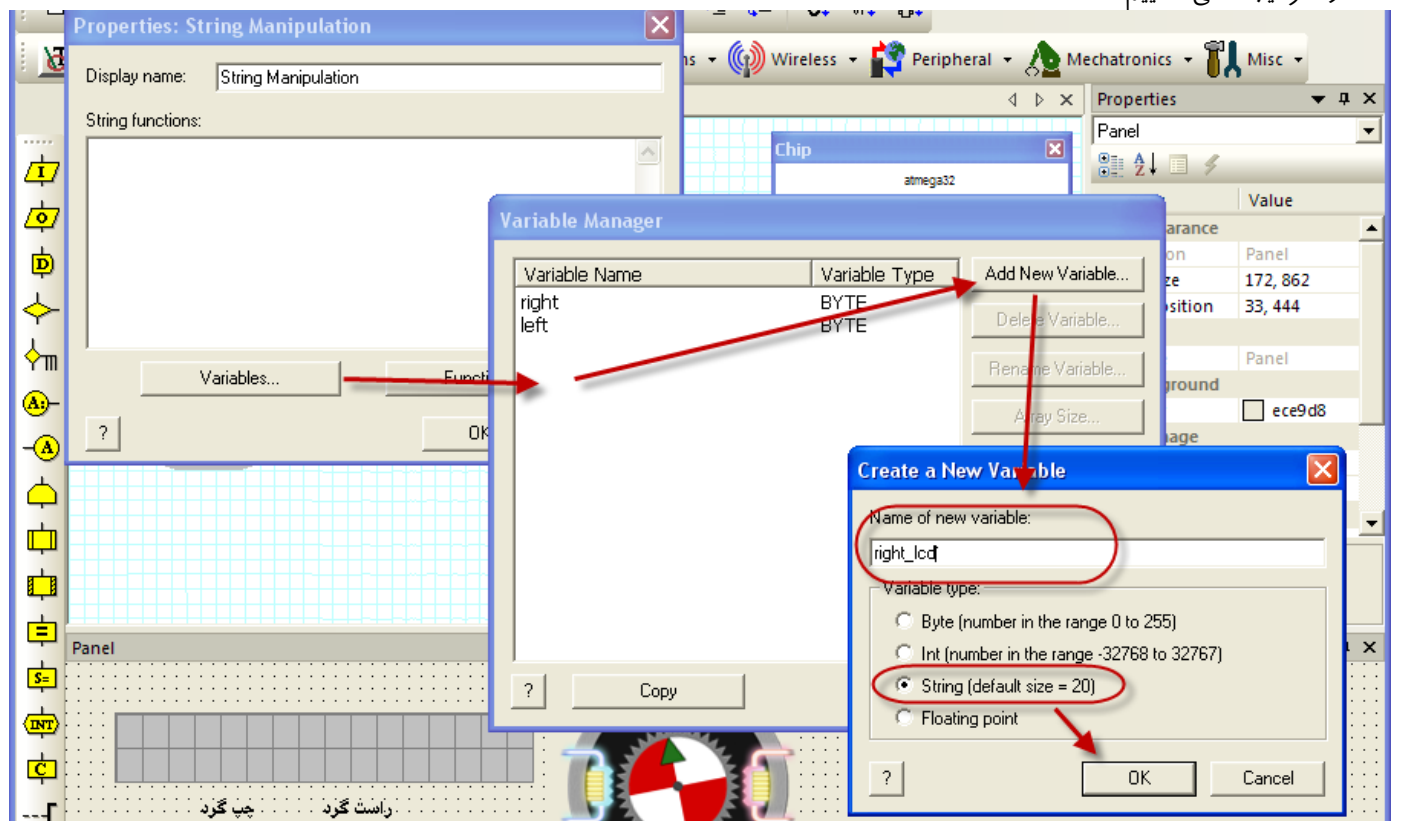 Properties: String Manipulation
Wireless
Peripheral
Mechatronics
Misc
Display name:
String Manipulation
Properties
String functions:
Panel
Chip
atmega32
Value
Variable Manager
Panel
Variable Name
Variable Type
Add New Variable...
172, 862
right
BYTE
33, 444
left
BYTE
Delete Variable...
Panel
Variables...
Rename Variable...
ece9d8
Array Size...
?
OK
Create a New Variable
Name of new variable:
right_lcd
Variable type:
Byte (number in the range 0 to 255)
Panel
Int (number in the range -32768 to 32767)
?
Copy
String (default size = 20)
Floating point
?
OK
Cancel
راست گرد
چپ گرد
I
O
D
A:
A
=
S=
INT
C